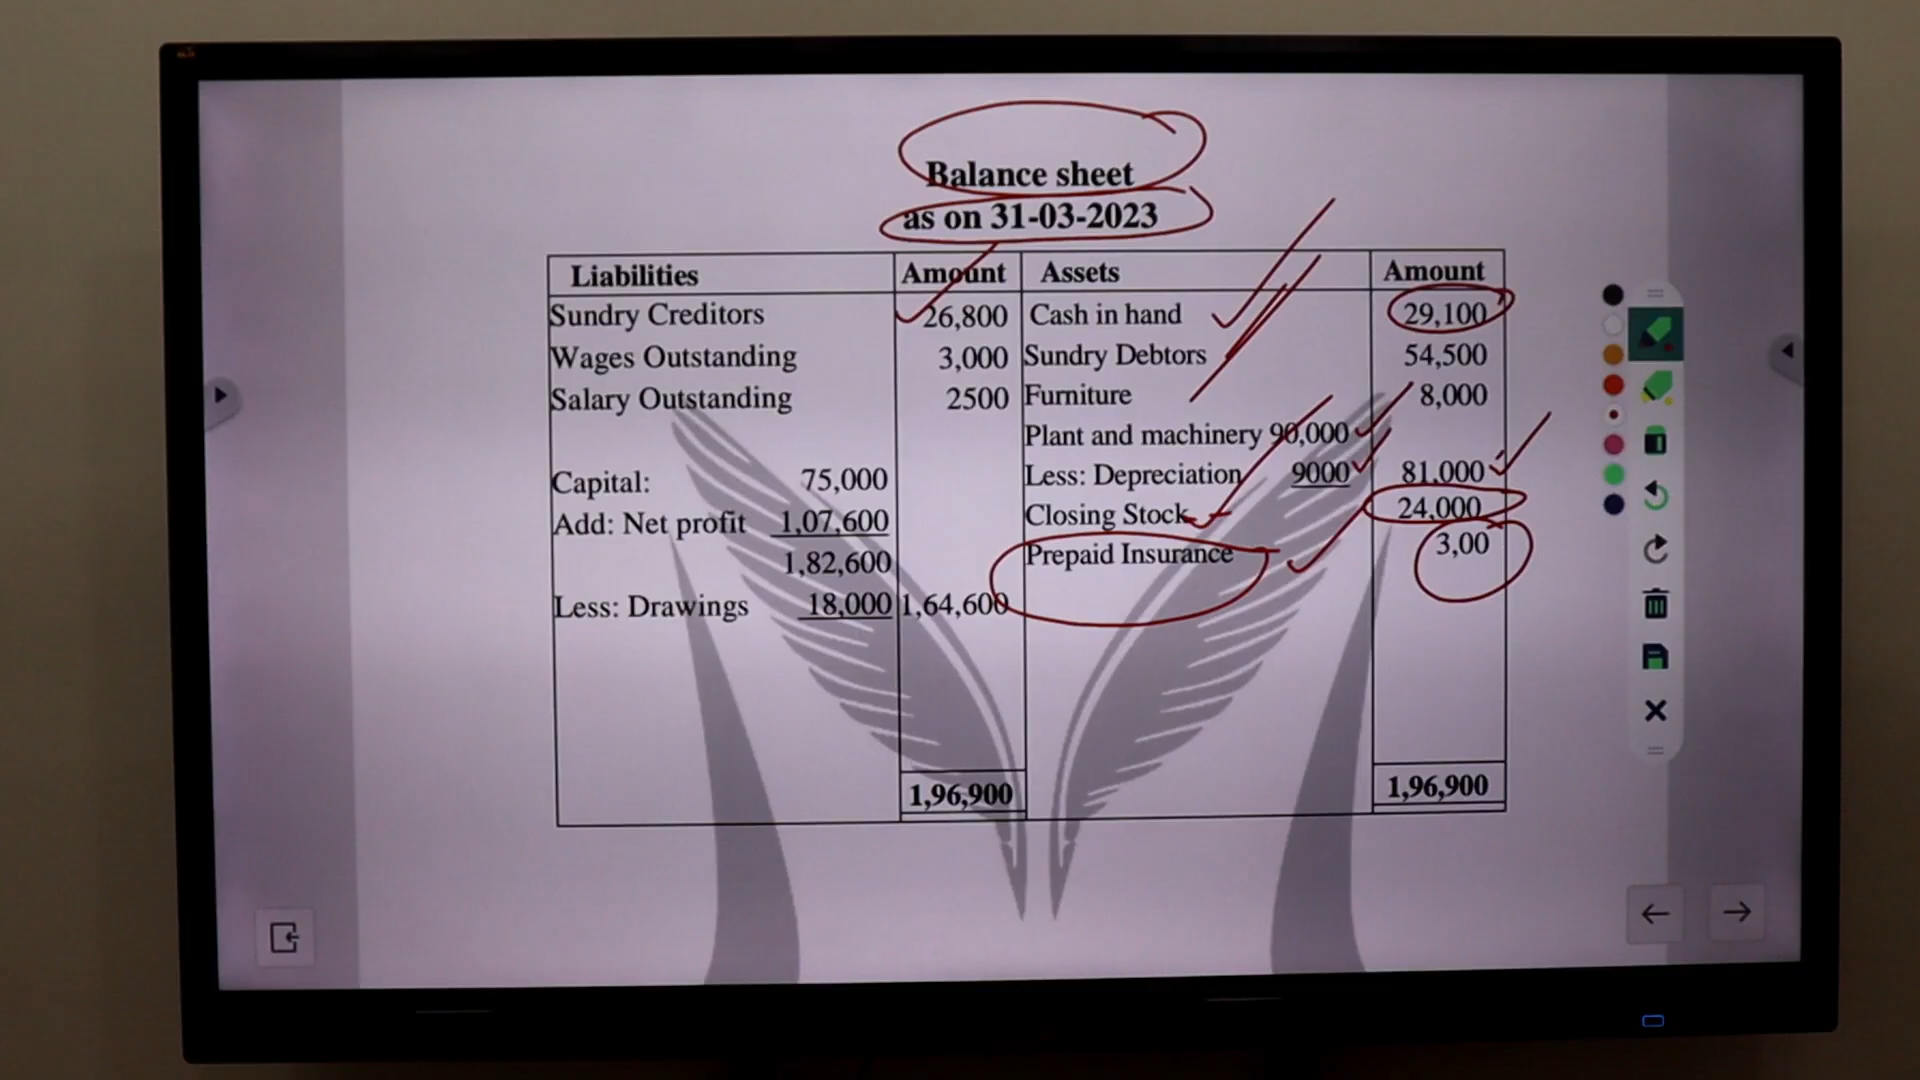 Balance sheet
as on 31-03-2023
Liabilities Amount Assets Amount
Sundry Creditors 26,800 Cash in hand 29,100
Wages Outstanding 3,000 Sundry Debtors 54,500
Salary Outstanding 2500 Furniture 8,000
Plant and machinery 90,000
Capital: 75,000 Less: Depreciation 9000 81,000
Add: Net profit 1,07,600 Closing Stock 24,000
1,82,600 Prepaid Insurance 3,00
Less: Drawings 18,000 1,64,600
1,96,900 1,96,900